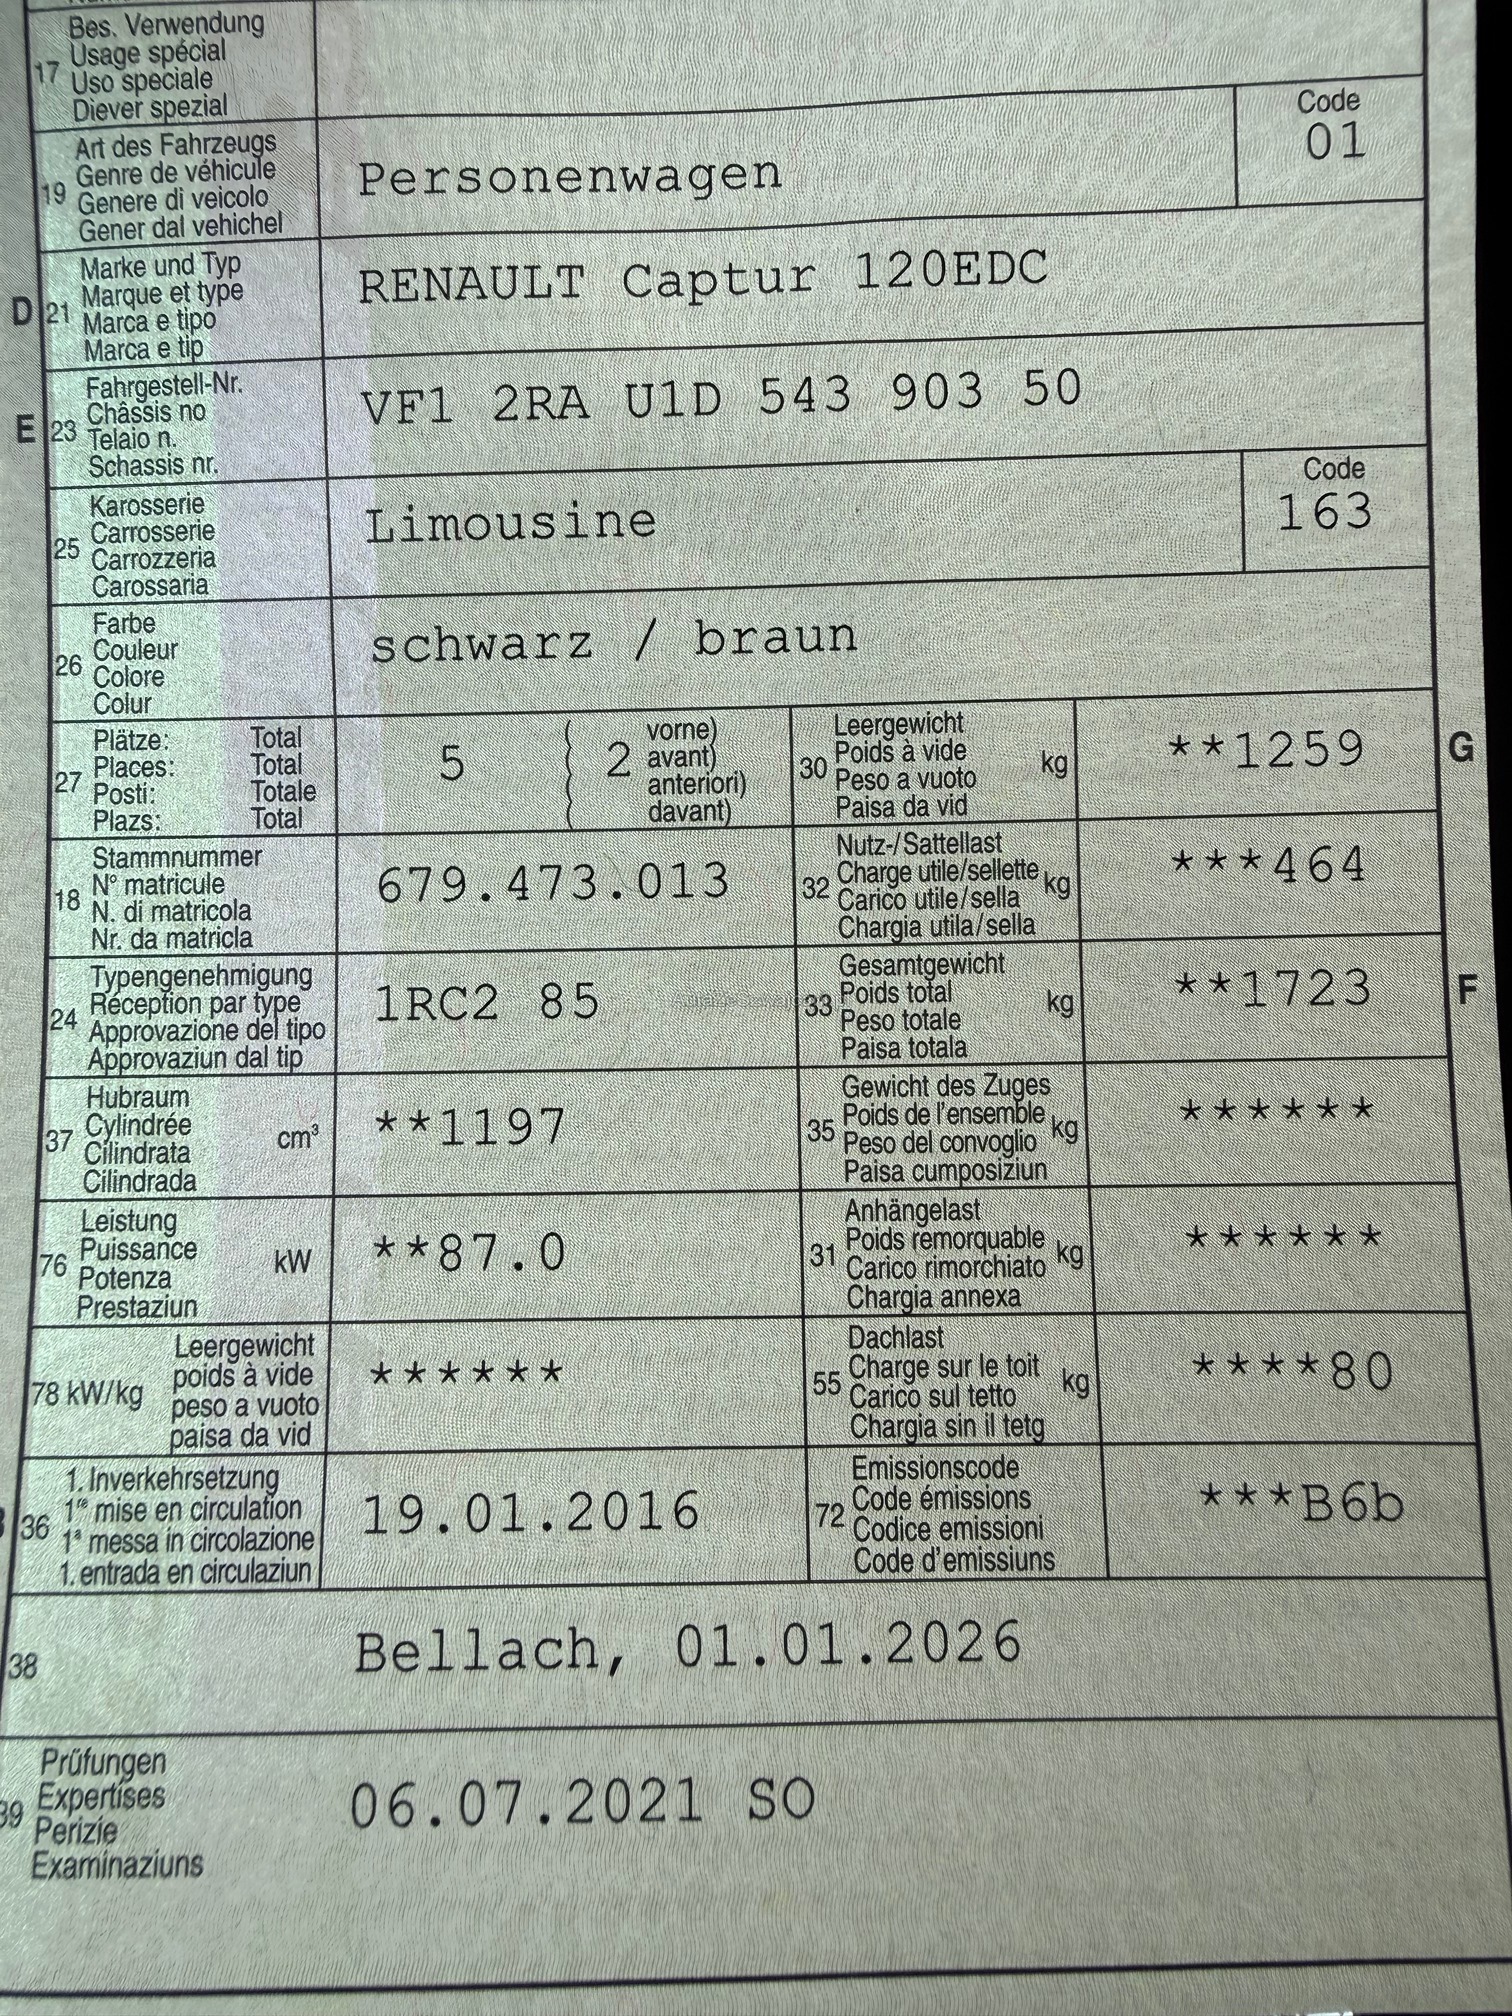 17 Bes. Verwendung
Usage spécial
Uso speciale
Diever spezial
19 Art des Fahrzeugs
Genre de véhicule
Genere di veicolo
Gener dal vehichel
Personenwagen
Code
01
D 21 Marke und Typ
Marque et type
Marca e tipo
Marca e tip
RENAULT Captur 120EDC
E 23 Fahrgestell-Nr.
Châssis no
Telaio n.
Schassis nr.
VF1 2RA U1D 543 903 50
25 Karosserie
Carrosserie
Carrozzeria
Carossaria
Limousine
Code
163
26 Farbe
Couleur
Colore
Colur
schwarz / braun
27 Plätze: Total
Places: Total
Posti: Totale
Plazs: Total
5 ( 2 vorne)
( avant)
( anteriori)
( davant)
30 Leergewicht
Poids à vide kg
Peso a vuoto
Paisa da vid
**1259 G
18 Stammnummer
N° matricule
N. di matricola
Nr. da matricla
679.473.013
32 Nutz-/Sattellast
Charge utile/sellette kg
Carico utile/sella
Chargia utila/sella
***464
24 Typengenehmigung
Réception par type
Approvazione del tipo
Approvaziun dal tip
1RC2 85
33 Gesamtgewicht
Poids total kg
Peso totale
Paisa totala
**1723 F
37 Hubraum
Cylindrée cm³
Cilindrata
Cilindrada
**1197
35 Gewicht des Zuges
Poids de l'ensemble kg
Peso del convoglio
Paisa cumposiziun
******
76 Leistung
Puissance kW
Potenza
Prestaziun
**87.0
31 Anhängelast
Poids remorquable kg
Carico rimorchiato
Chargia annexa
******
78 kW/kg Leergewicht
poids à vide
peso a vuoto
paisa da vid
******
55 Dachlast
Charge sur le toit kg
Carico sul tetto
Chargia sin il tetg
****80
36 1. Inverkehrsetzung
1re mise en circulation
1a messa in circolazione
1. entrada en circulaziun
19.01.2016
72 Emissionscode
Code émissions
Codice emissioni
Code d'emissiuns
***B6b
38 Bellach, 01.01.2026
39 Prüfungen
Expertises
Perizie
Examinaziuns
06.07.2021 SO